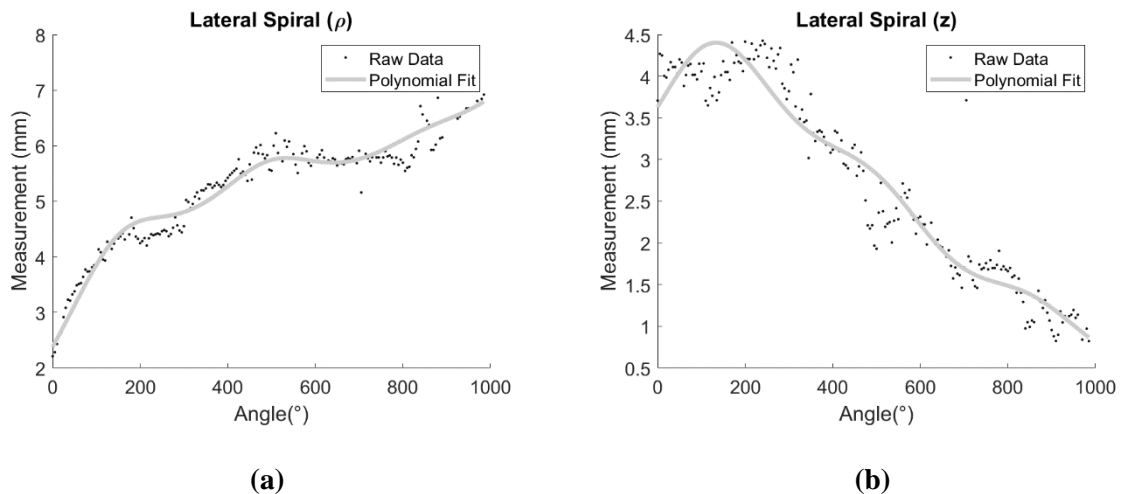 Lateral Spiral (ρ)
Measurement (mm)
8
7
6
5
4
3
2
0
200
400
600
800
1000
Angle(°)
Raw Data
Polynomial Fit
(a)
Lateral Spiral (z)
Measurement (mm)
4.5
4
3.5
3
2.5
2
1.5
1
0.5
0
200
400
600
800
1000
Angle(°)
Raw Data
Polynomial Fit
(b)